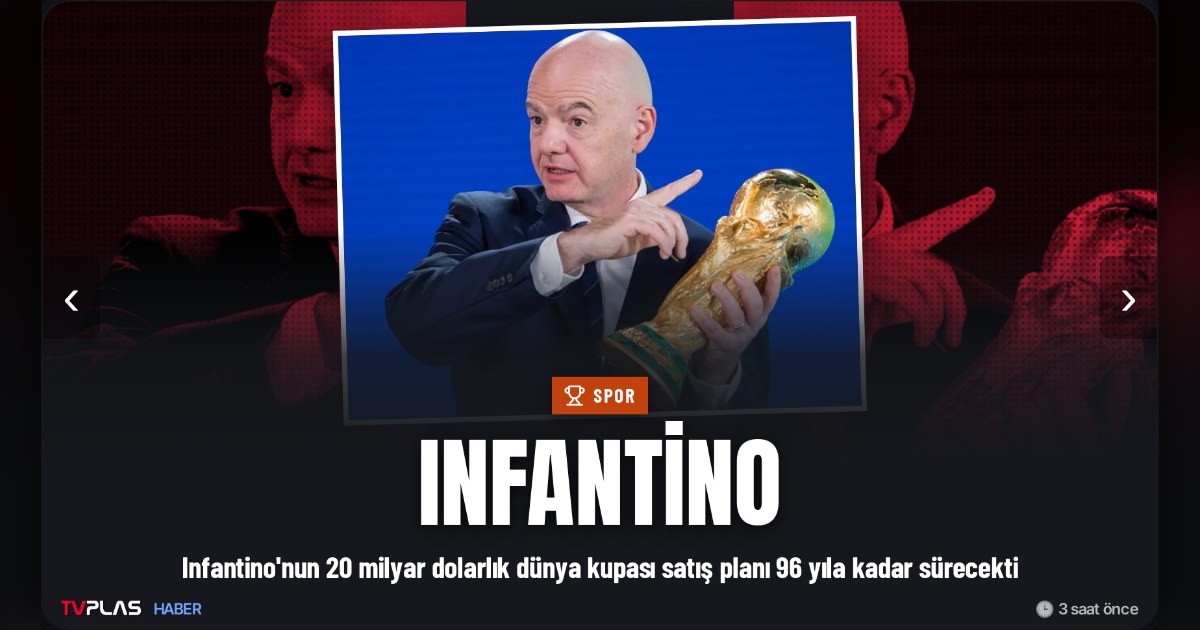 SPOR
INFANTİNO
Infantino'nun 20 milyar dolarlık dünya kupası satış planı 96 yıla kadar sürecekti
TVPLAS HABER
3 saat önce